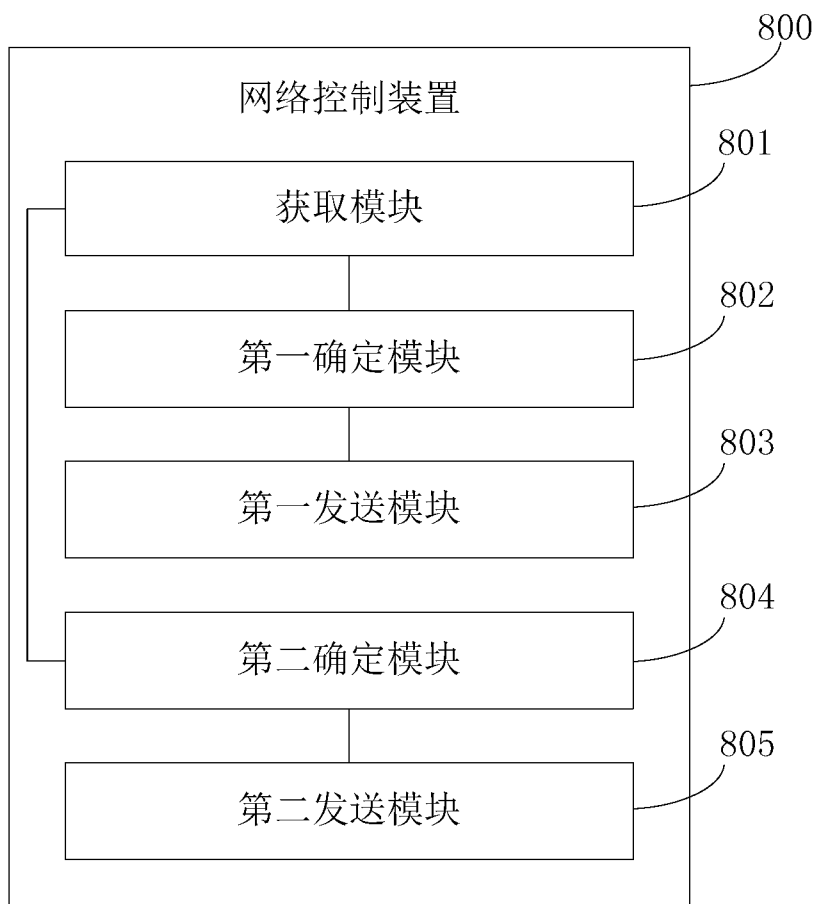 800
网络控制装置
801
获取模块
802
第一确定模块
803
第一发送模块
804
第二确定模块
805
第二发送模块